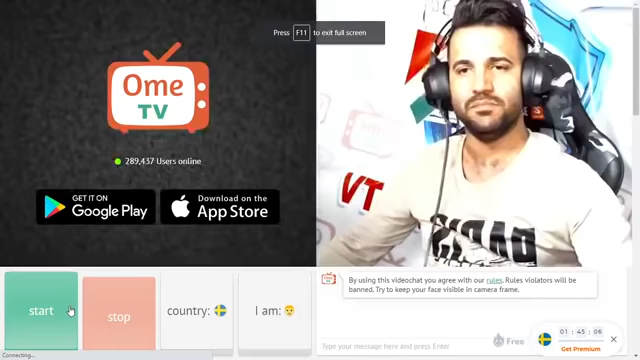 Press F11 to exit full screen
Ome
TV
289,437 Users online
GET IT ON
Google Play
Download on the
App Store
VT
start
stop
country:
I am:
By using this videochat you agree with our rules. Rules violators will be
banned. Try to keep your face visible in camera frame.
Type your message here and press Enter
Free
01 : 45 : 06
Get Premium
Connecting...